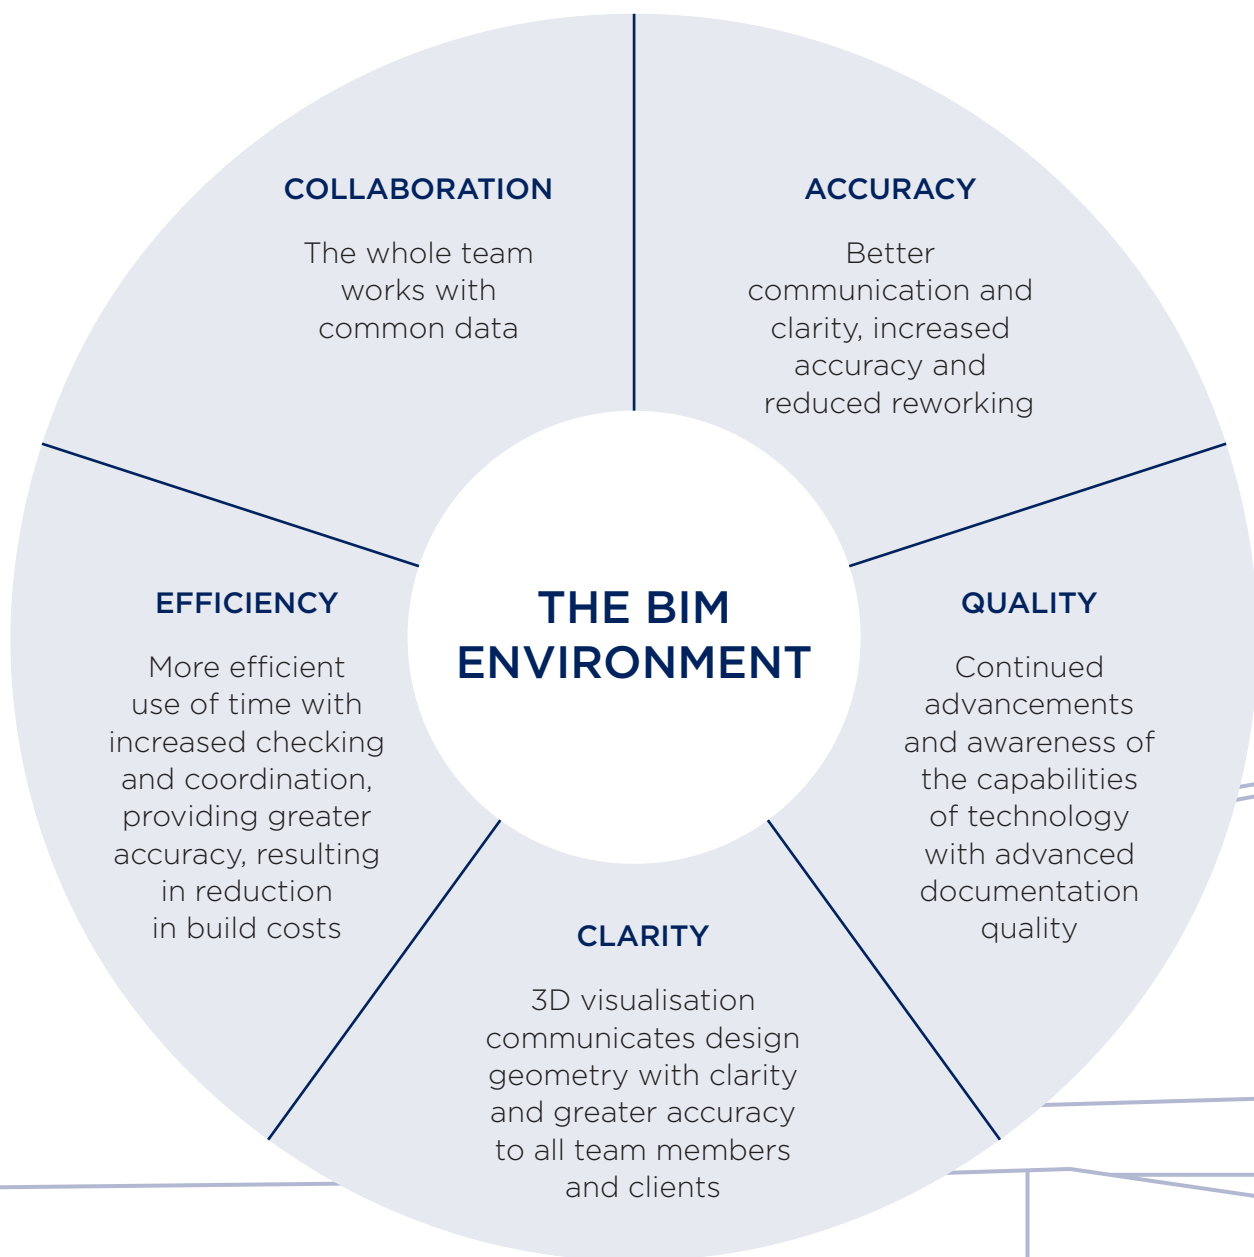 COLLABORATION
The whole team
works with
common data
ACCURACY
Better
communication and
clarity, increased
accuracy and
reduced reworking
EFFICIENCY
More efficient
use of time with
increased checking
and coordination,
providing greater
accuracy, resulting
in reduction
in build costs
THE BIM
ENVIRONMENT
QUALITY
Continued
advancements
and awareness of
the capabilities
of technology
with advanced
documentation
quality
CLARITY
3D visualisation
communicates design
geometry with clarity
and greater accuracy
to all team members
and clients